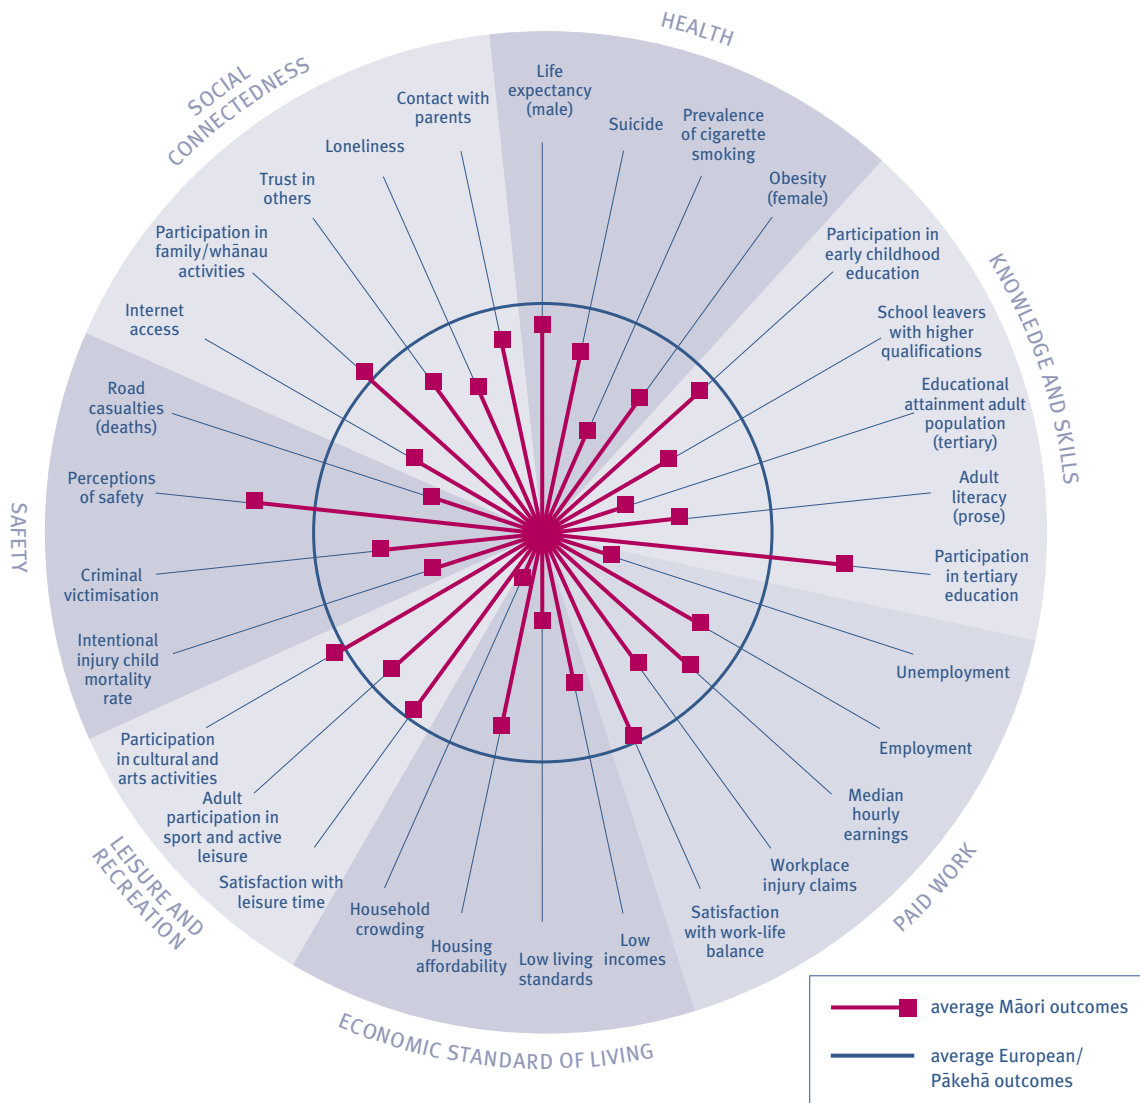 HEALTH
Life
expectancy
(male)
Suicide
Prevalence
of cigarette
smoking
Obesity
(female)
KNOWLEDGE AND SKILLS
Participation in
early childhood
education
School leavers
with higher
qualifications
Educational
attainment adult
population
(tertiary)
Adult
literacy
(prose)
Participation
in tertiary
education
PAID WORK
Unemployment
Employment
Median
hourly
earnings
Workplace
injury claims
Satisfaction
with work-life
balance
ECONOMIC STANDARD OF LIVING
Low
incomes
Low living
standards
Housing
affordability
Household
crowding
LEISURE AND
RECREATION
Satisfaction with
leisure time
Adult
participation in
sport and active
leisure
Participation
in cultural and
arts activities
SAFETY
Intentional
injury child
mortality
rate
Criminal
victimisation
Perceptions
of safety
Road
casualties
(deaths)
SOCIAL
CONNECTEDNESS
Internet
access
Participation in
family/whānau
activities
Trust in
others
Loneliness
Contact with
parents
average Māori outcomes
average European/
Pākehā outcomes